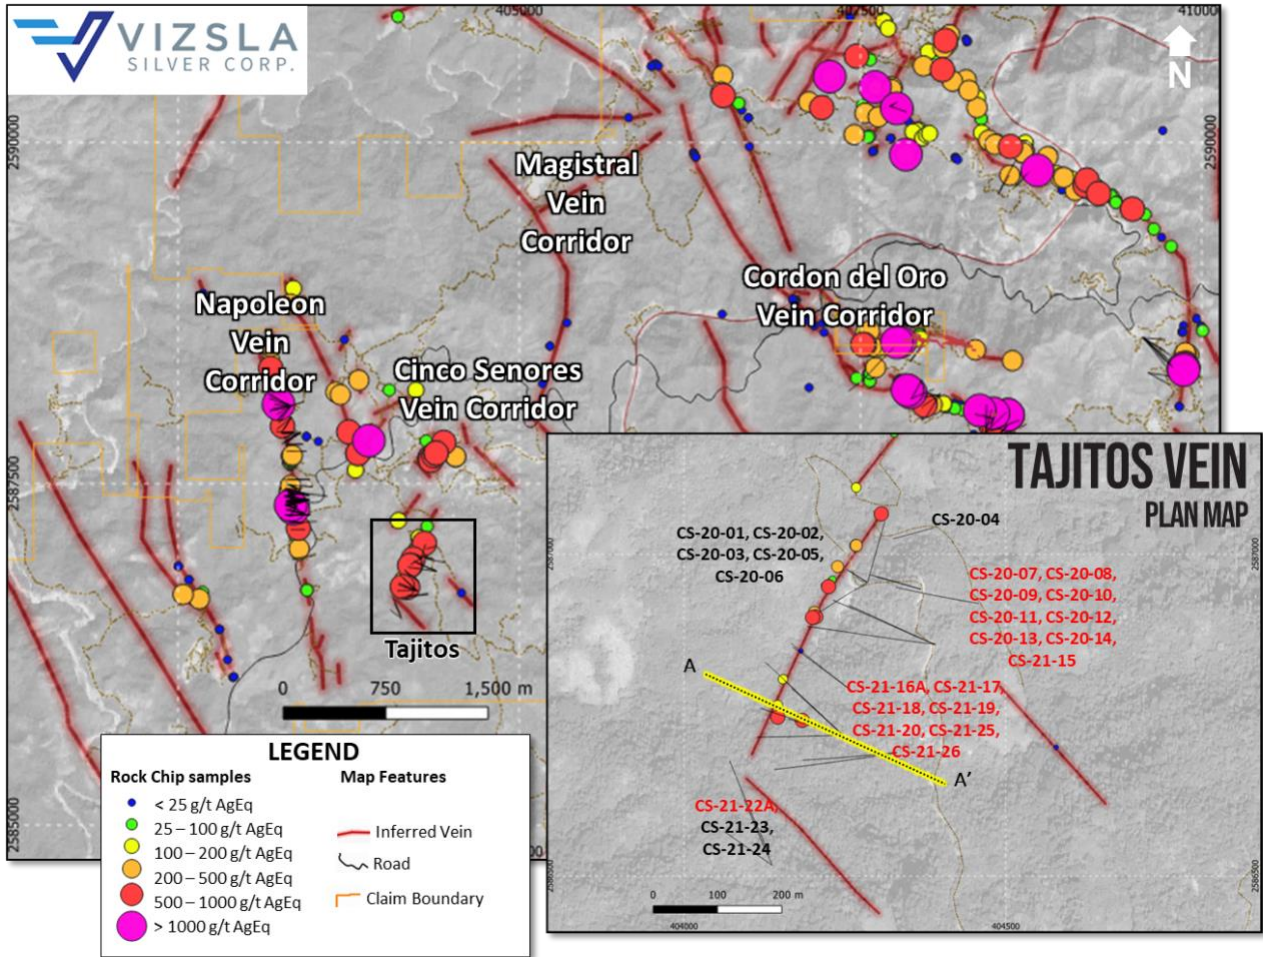 VIZSLA
SILVER CORP.
405000
407500
410000
N
2590000
2590000
Magistral
Vein
Corridor
Cordon del Oro
Vein Corridor
Napoleon
Vein
Corridor
Cinco Senores
Vein Corridor
2587500
Tajitos
0 750 1,500 m
2585000
LEGEND
Rock Chip samples Map Features
< 25 g/t AgEq
25 – 100 g/t AgEq
100 – 200 g/t AgEq
200 – 500 g/t AgEq
500 – 1000 g/t AgEq
> 1000 g/t AgEq
Inferred Vein
Road
Claim Boundary
TAJITOS VEIN
PLAN MAP
CS-20-01, CS-20-02,
CS-20-03, CS-20-05,
CS-20-06
CS-20-04
2587000
2587000
CS-20-07, CS-20-08,
CS-20-09, CS-20-10,
CS-20-11, CS-20-12,
CS-20-13, CS-20-14,
CS-21-15
A
CS-21-16A, CS-21-17,
CS-21-18, CS-21-19,
CS-21-20, CS-21-25,
CS-21-26
A'
CS-21-22A,
CS-21-23,
CS-21-24
2586500
2586500
0 100 200 m
404000
404500